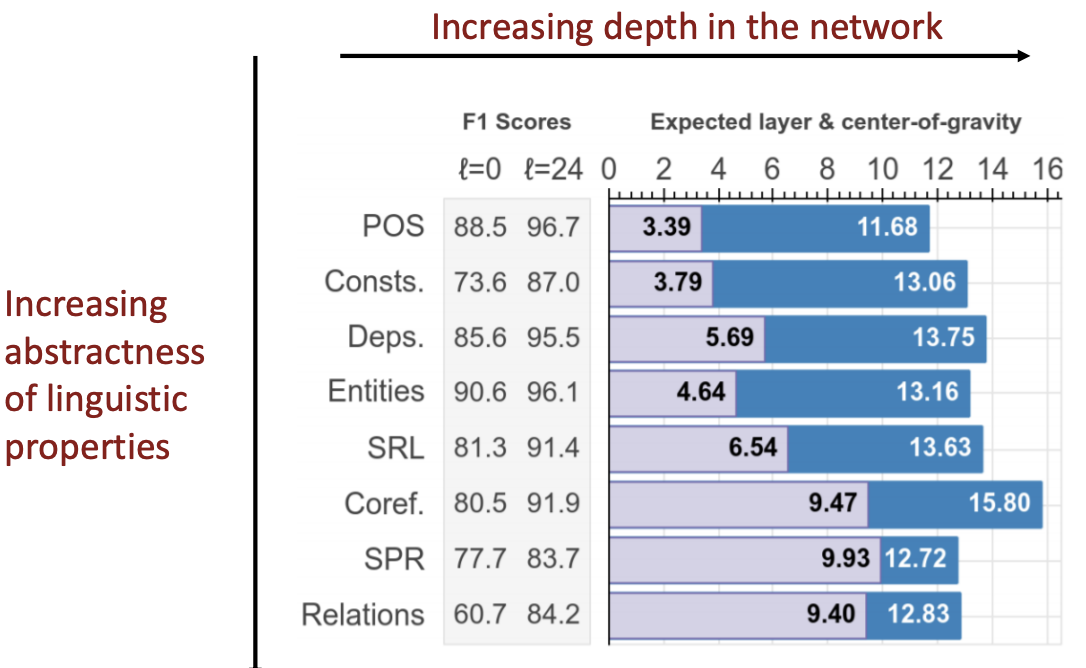 Increasing depth in the network
F1 Scores Expected layer & center-of-gravity
ℓ=0 ℓ=24 0 2 4 6 8 10 12 14 16
POS 88.5 96.7 3.39 11.68
Consts. 73.6 87.0 3.79 13.06
Deps. 85.6 95.5 5.69 13.75
Entities 90.6 96.1 4.64 13.16
SRL 81.3 91.4 6.54 13.63
Coref. 80.5 91.9 9.47 15.80
SPR 77.7 83.7 9.93 12.72
Relations 60.7 84.2 9.40 12.83
Increasing
abstractness
of linguistic
properties